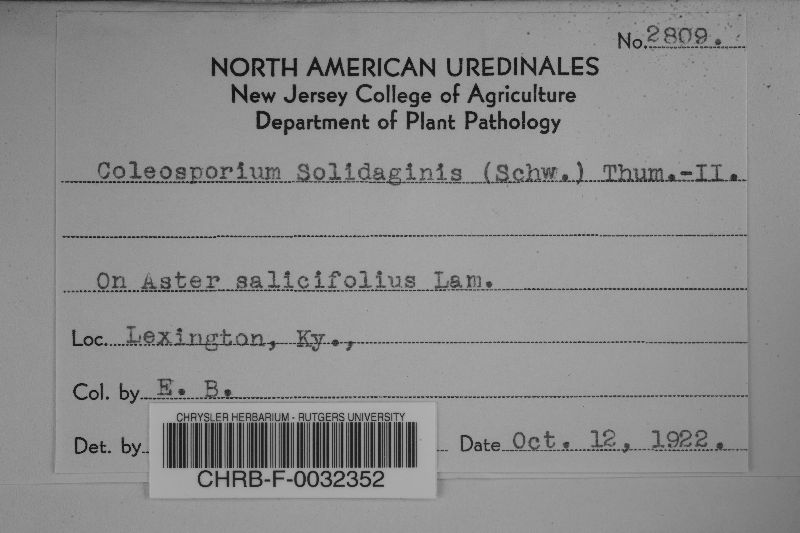 No. 2809.
NORTH AMERICAN UREDINALES
New Jersey College of Agriculture
Department of Plant Pathology
Coleosporium Solidaginis (Schw.) Thum.-II.
On Aster salicifolius Lam.
Loc. Lexington, Ky.,
Col. by E. B.
Det. by Date Oct. 12, 1922.
CHRYSLER HERBARIUM - RUTGERS UNIVERSITY
CHRB-F-0032352